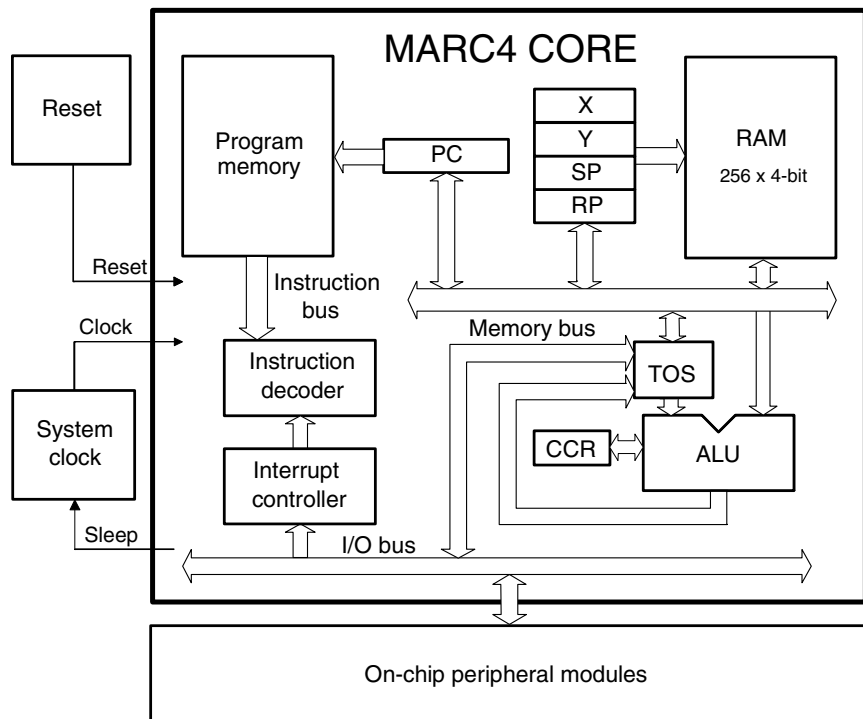 MARC4 CORE
Reset
Program
memory
PC
X
Y
SP
RP
RAM
256 x 4-bit
Reset
Instruction
bus
Clock
Memory bus
Instruction
decoder
TOS
System
clock
Interrupt
controller
CCR
ALU
Sleep
I/O bus
On-chip peripheral modules